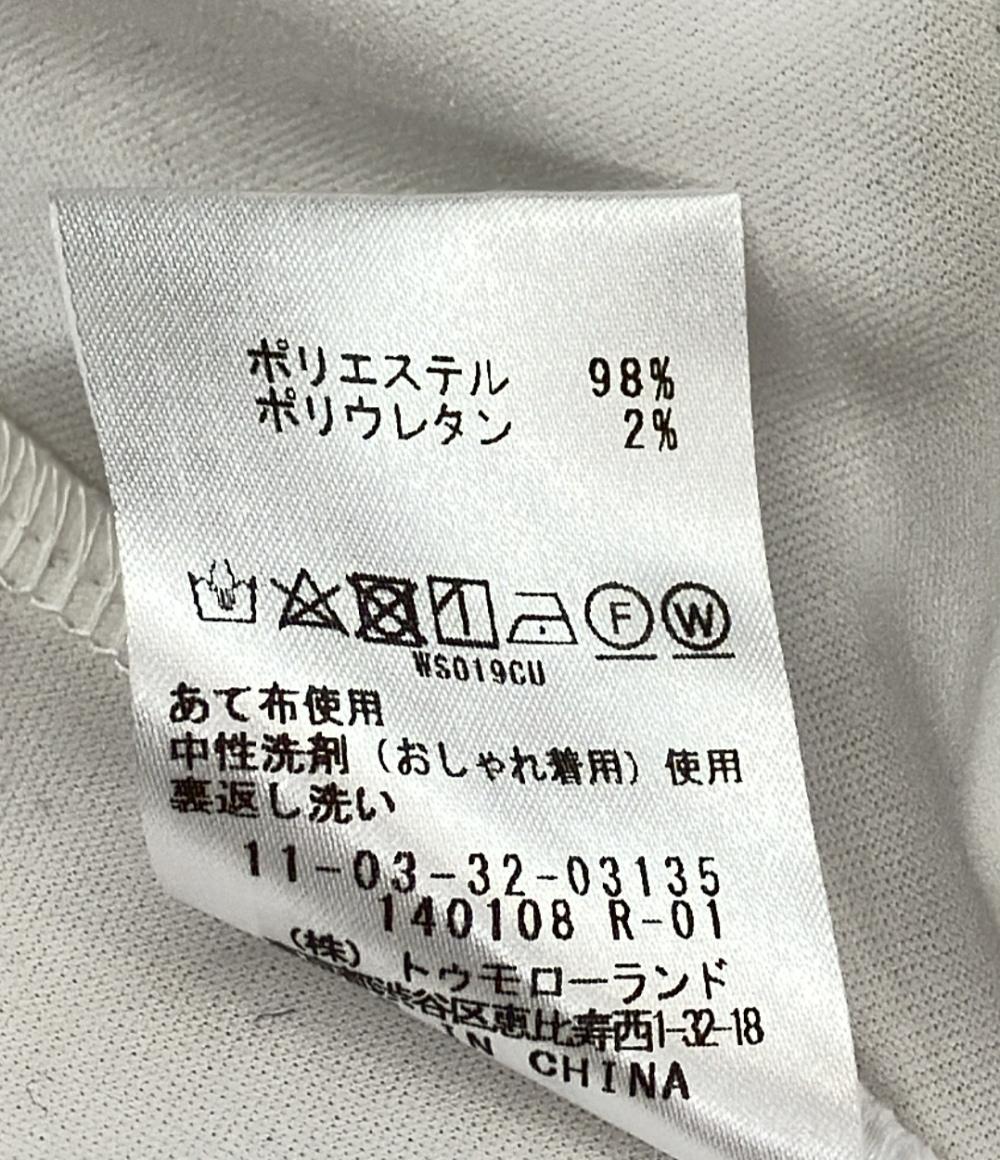 ポリエステル 98%
ポリウレタン 2%
F W
WS019CU
あて布使用
中性洗剤（おしゃれ着用）使用
裏返し洗い
11-03-32-03135
140108 R-01
（株） トゥモローランド
都渋谷区恵比寿西1-32-18
IN CHINA